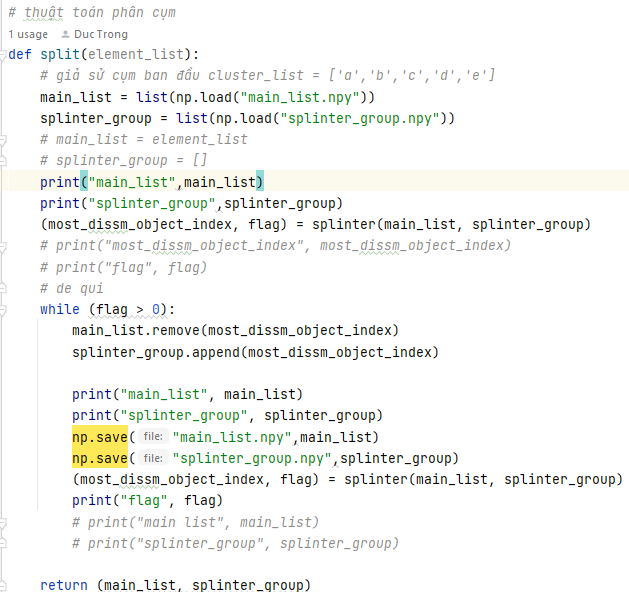 # thuật toán phân cụm
1 usage  Duc Trong
def split(element_list):
    # giả sử cụm ban đầu cluster_list = ['a','b','c','d','e']
    main_list = list(np.load("main_list.npy"))
    splinter_group = list(np.load("splinter_group.npy"))
    # main_list = element_list
    # splinter_group = []
    print("main_list",main_list)
    print("splinter_group",splinter_group)
    (most_dissm_object_index, flag) = splinter(main_list, splinter_group)
    # print("most_dissm_object_index", most_dissm_object_index)
    # print("flag", flag)
    # de qui
    while (flag > 0):
        main_list.remove(most_dissm_object_index)
        splinter_group.append(most_dissm_object_index)
        print("main_list", main_list)
        print("splinter_group", splinter_group)
        np.save( file: "main_list.npy",main_list)
        np.save( file: "splinter_group.npy",splinter_group)
        (most_dissm_object_index, flag) = splinter(main_list, splinter_group)
        print("flag", flag)
        # print("main list", main_list)
        # print("splinter_group", splinter_group)
    return (main_list, splinter_group)